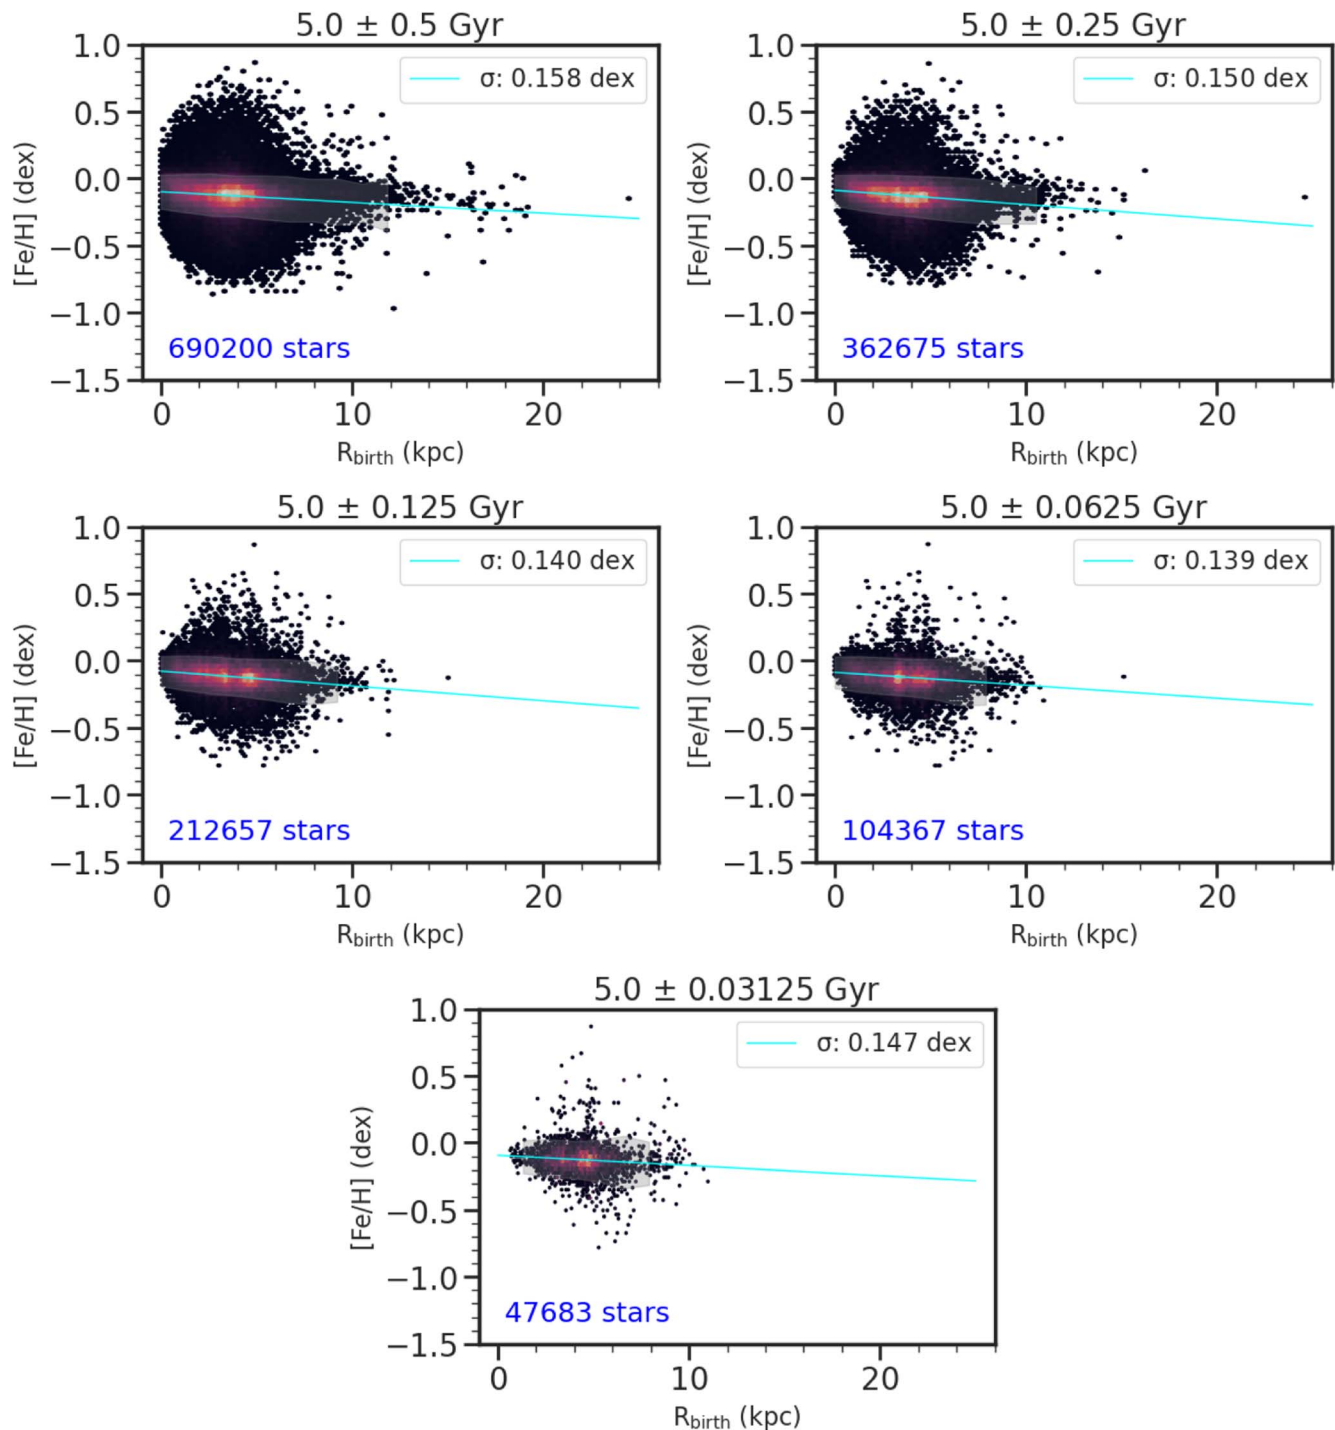 5.0 ± 0.5 Gyr
[Fe/H] (dex)
1.0
0.5
0.0
−0.5
−1.0
−1.5
σ: 0.158 dex
690200 stars
0 10 20
R_birth (kpc)
5.0 ± 0.25 Gyr
[Fe/H] (dex)
1.0
0.5
0.0
−0.5
−1.0
−1.5
σ: 0.150 dex
362675 stars
0 10 20
R_birth (kpc)
5.0 ± 0.125 Gyr
[Fe/H] (dex)
1.0
0.5
0.0
−0.5
−1.0
−1.5
σ: 0.140 dex
212657 stars
0 10 20
R_birth (kpc)
5.0 ± 0.0625 Gyr
[Fe/H] (dex)
1.0
0.5
0.0
−0.5
−1.0
−1.5
σ: 0.139 dex
104367 stars
0 10 20
R_birth (kpc)
5.0 ± 0.03125 Gyr
[Fe/H] (dex)
1.0
0.5
0.0
−0.5
−1.0
−1.5
σ: 0.147 dex
47683 stars
0 10 20
R_birth (kpc)